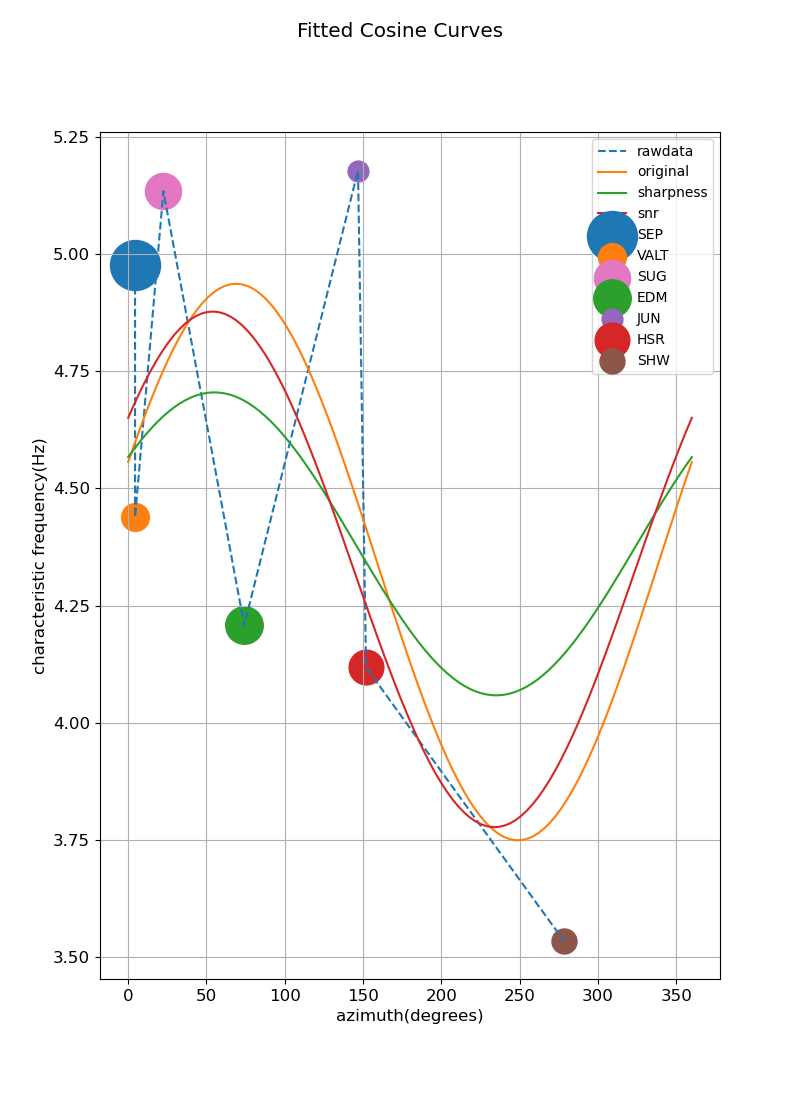 Fitted Cosine Curves
5.25
5.00
4.75
4.50
4.25
4.00
3.75
3.50
characteristic frequency(Hz)
rawdata
original
sharpness
snr
SEP
VALT
SUG
EDM
JUN
HSR
SHW
0 50 100 150 200 250 300 350
azimuth(degrees)